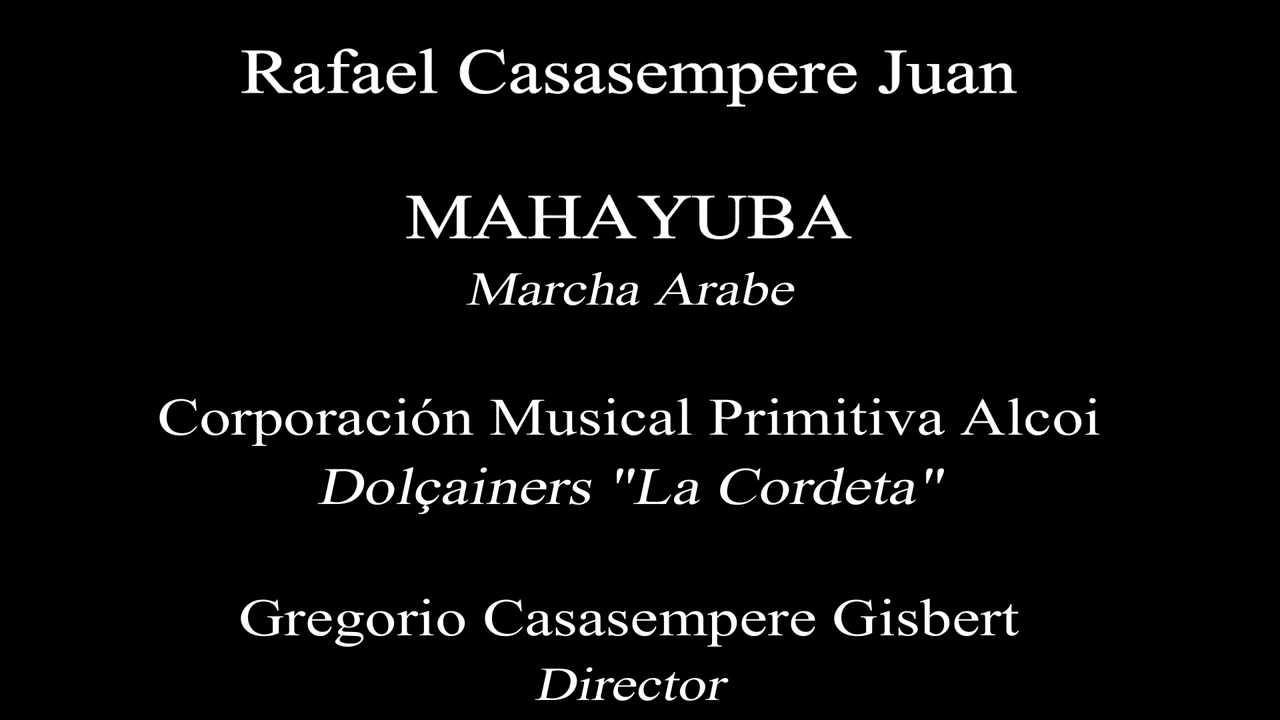 Rafael Casasempere Juan
MAHAYUBA
Marcha Arabe
Corporación Musical Primitiva Alcoi
Dolçainers "La Cordeta"
Gregorio Casasempere Gisbert
Director